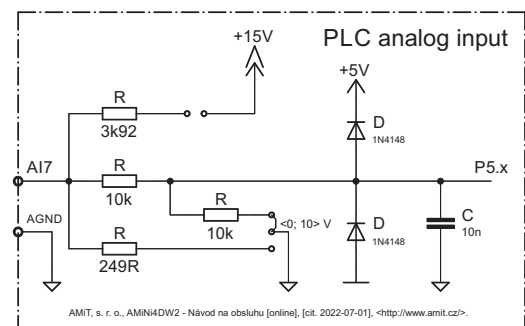 PLC analog input
+15V
+5V
R
3k92
D
1N4148
AI7
R
10k
P5.x
AGND
R
10k
<0; 10> V
D
1N4148
C
10n
R
249R
AMiT, s. r. o., AMiNi4DW2 - Návod na obsluhu [online], [cit. 2022-07-01], <http://www.amit.cz/>.